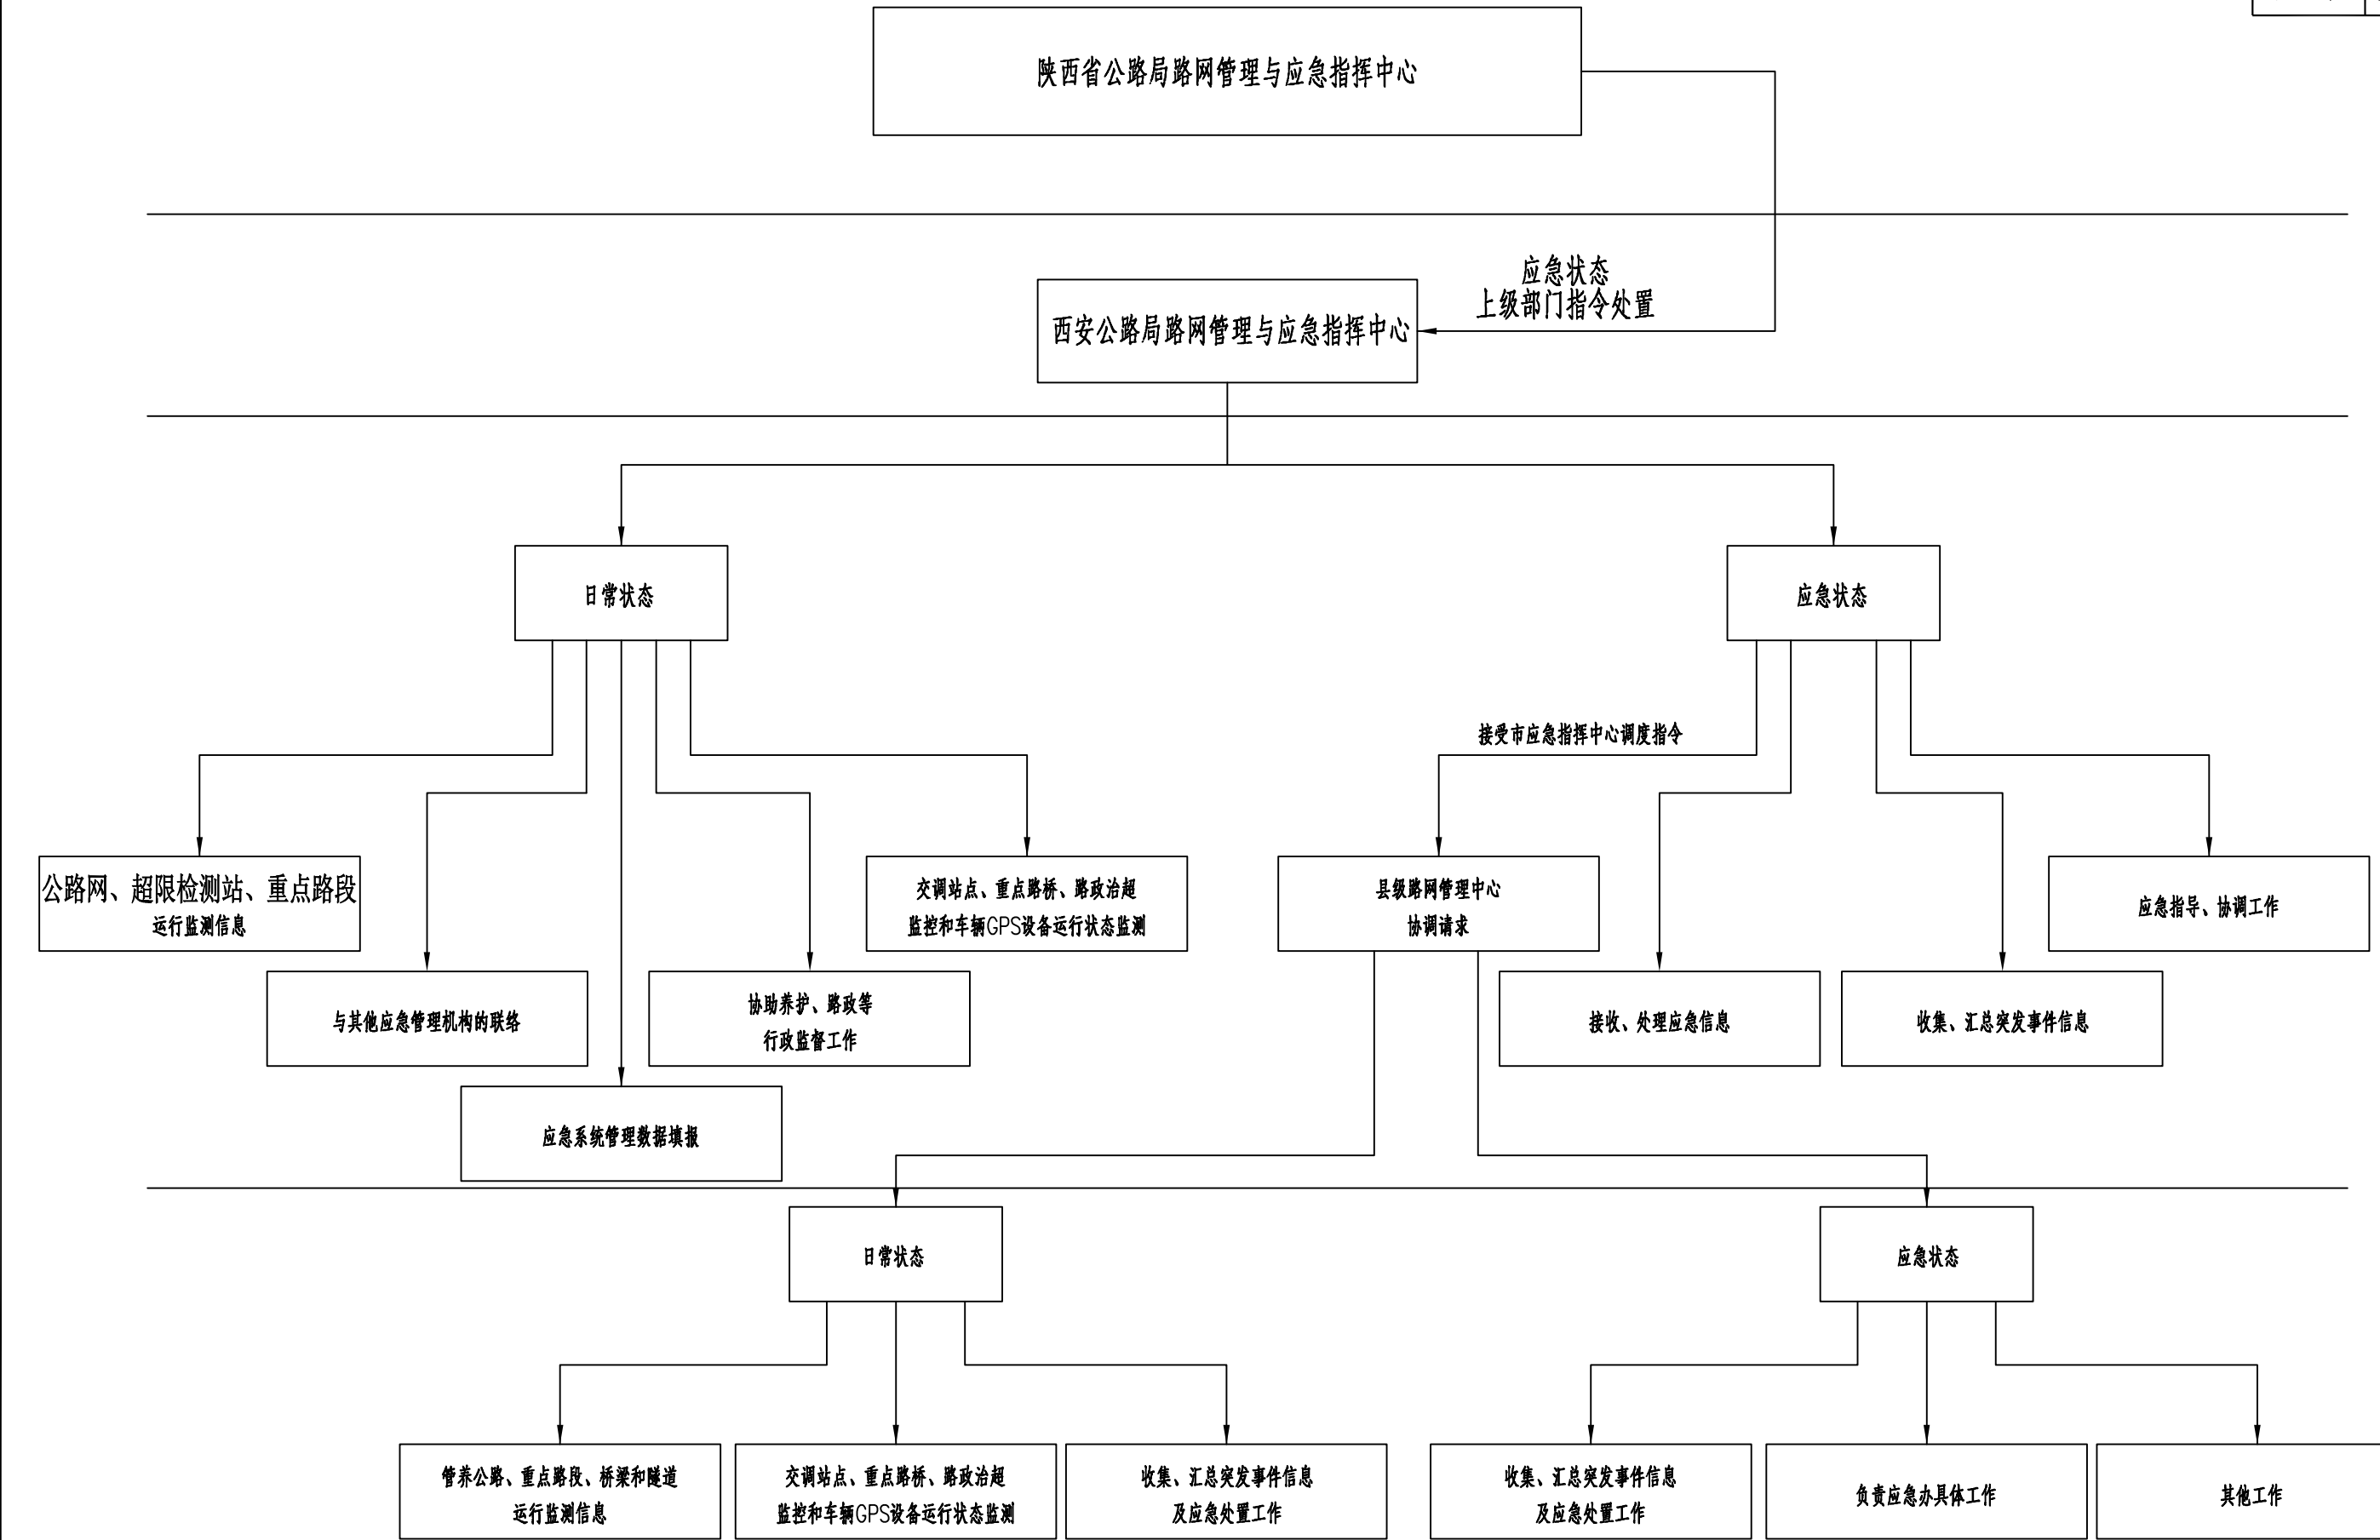 陕西省公路局路网管理与应急指挥中心
应急状态
上级部门指令处置
西安公路局路网管理与应急指挥中心
日常状态
应急状态
接受市应急指挥中心调度指令
公路网、超限检测站、重点路段
运行监测信息
交调站点、重点路桥、路政治超
监控和车辆GPS设备运行状态监测
县级路网管理中心
协调请求
应急指导、协调工作
与其他应急管理机构的联络
协助养护、路政等
行政监督工作
接收、处理应急信息
收集、汇总突发事件信息
应急系统管理数据填报
日常状态
应急状态
管养公路、重点路段、桥梁和隧道
运行监测信息
交调站点、重点路桥、路政治超
监控和车辆GPS设备运行状态监测
收集、汇总突发事件信息
及应急处置工作
收集、汇总突发事件信息
及应急处置工作
负责应急办具体工作
其他工作